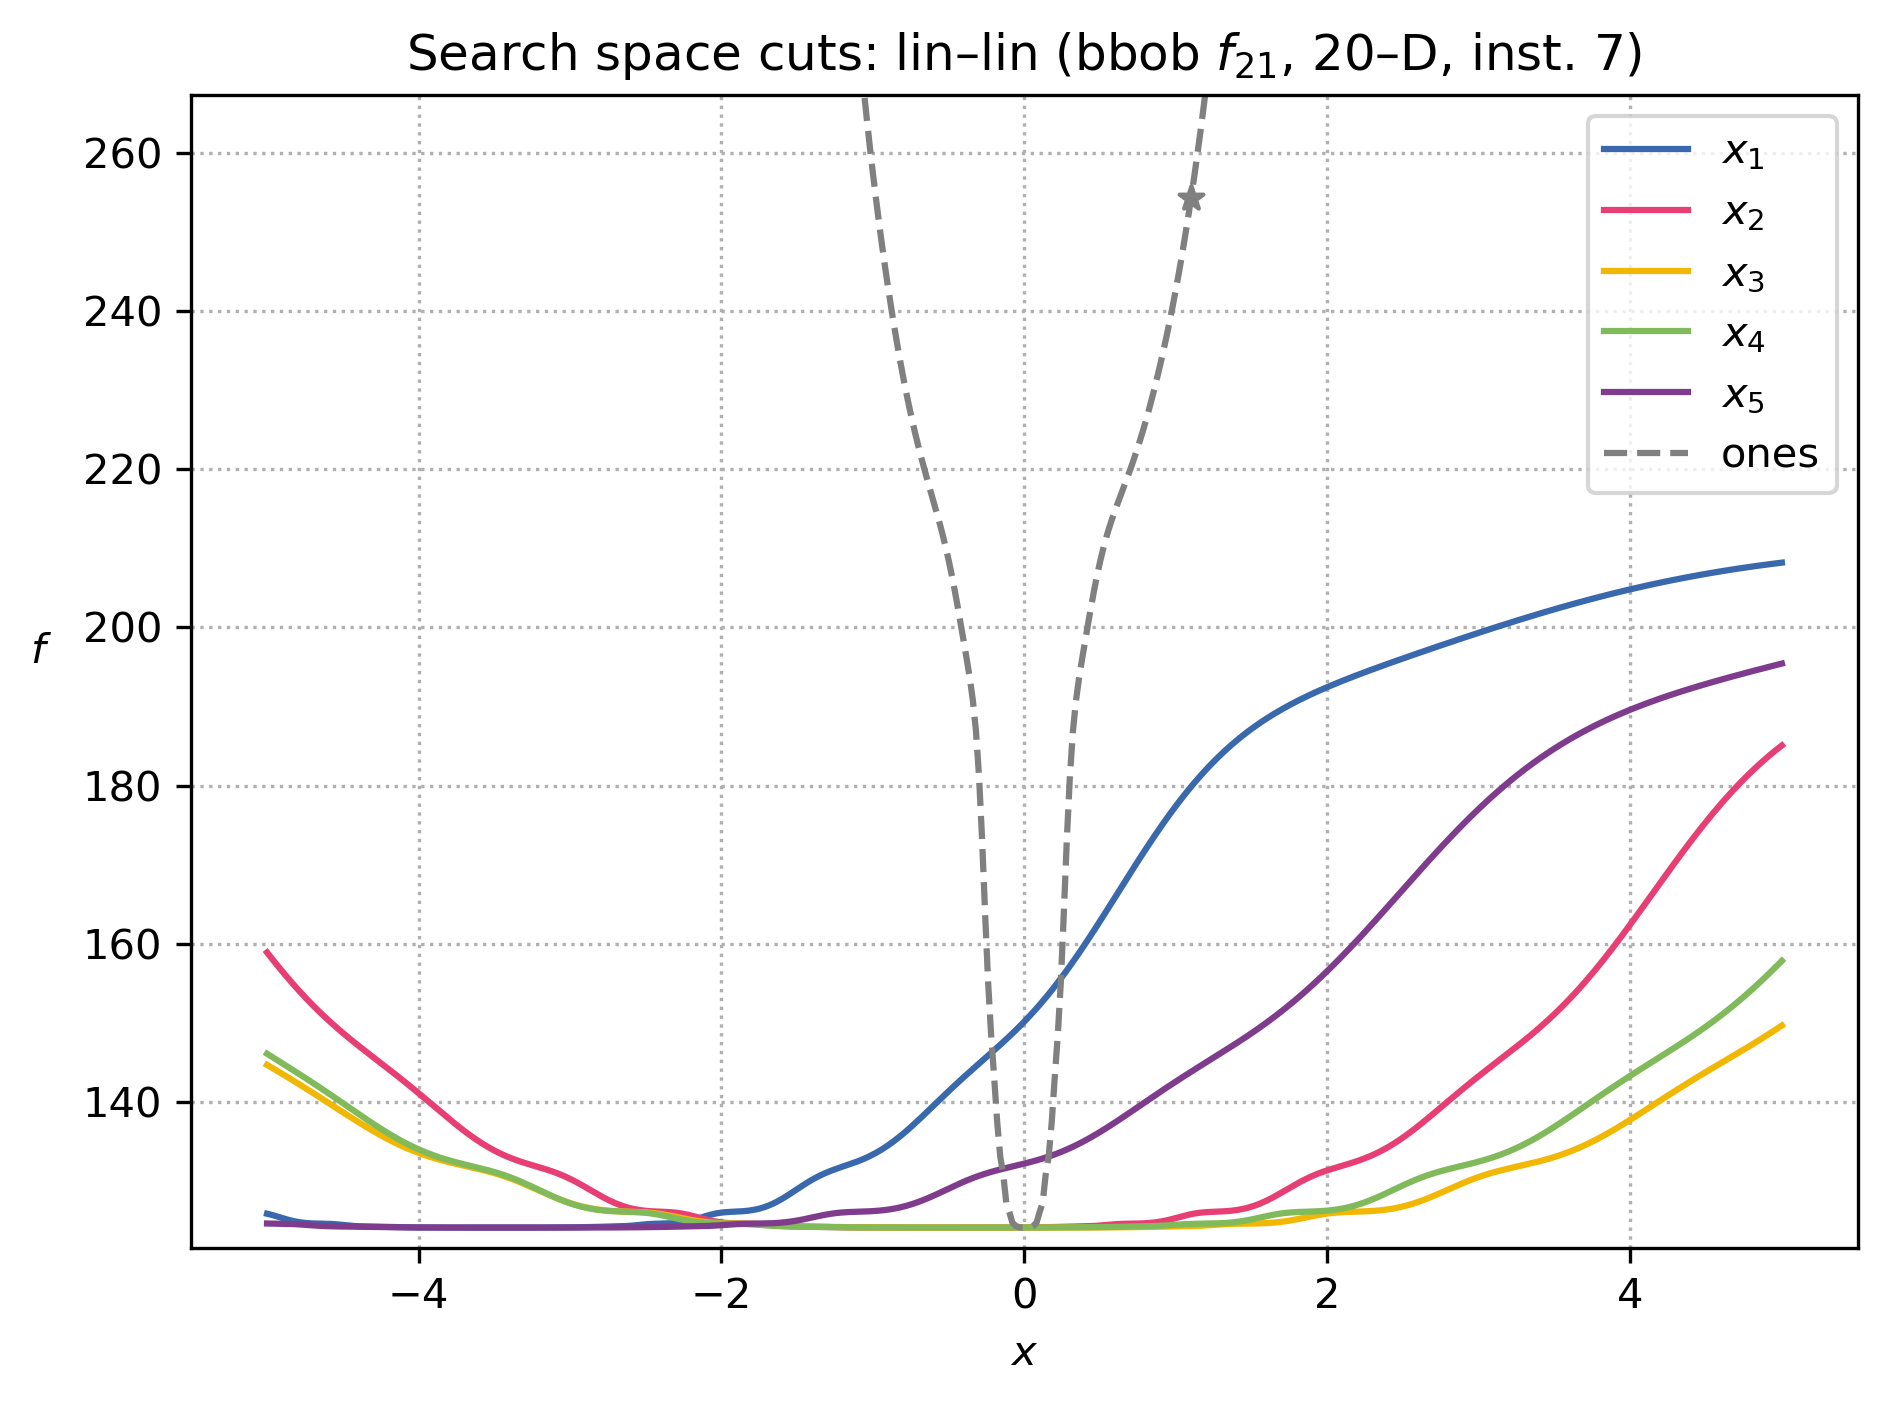 Search space cuts: lin–lin (bbob f21, 20–D, inst. 7)
260
240
220
200
180
160
140
f
−4
−2
0
2
4
x
x1
x2
x3
x4
x5
ones